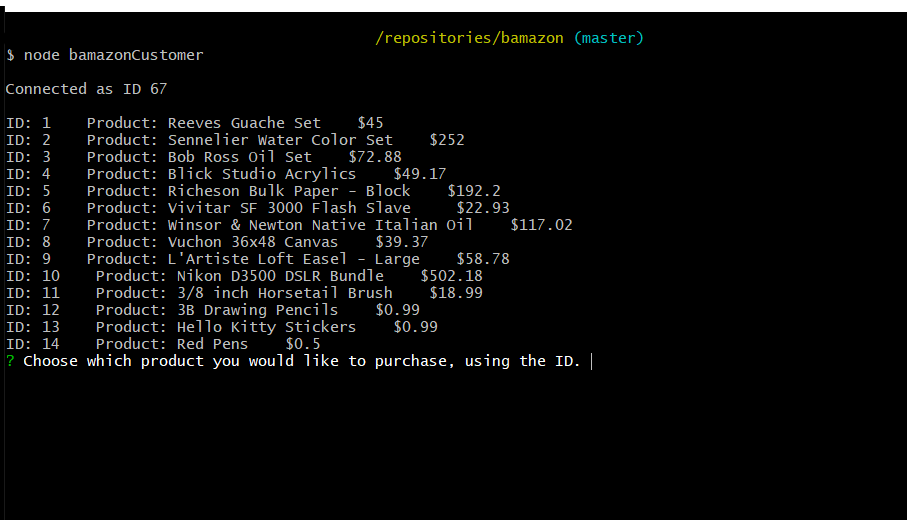 /repositories/bamazon (master)
$ node bamazonCustomer
Connected as ID 67
ID: 1    Product: Reeves Guache Set    $45
ID: 2    Product: Sennelier Water Color Set    $252
ID: 3    Product: Bob Ross Oil Set    $72.88
ID: 4    Product: Blick Studio Acrylics    $49.17
ID: 5    Product: Richeson Bulk Paper - Block    $192.2
ID: 6    Product: Vivitar SF 3000 Flash Slave     $22.93
ID: 7    Product: Winsor & Newton Native Italian Oil    $117.02
ID: 8    Product: Vuchon 36x48 Canvas    $39.37
ID: 9    Product: L'Artiste Loft Easel - Large    $58.78
ID: 10    Product: Nikon D3500 DSLR Bundle    $502.18
ID: 11    Product: 3/8 inch Horsetail Brush    $18.99
ID: 12    Product: 3B Drawing Pencils    $0.99
ID: 13    Product: Hello Kitty Stickers    $0.99
ID: 14    Product: Red Pens    $0.5
? Choose which product you would like to purchase, using the ID.